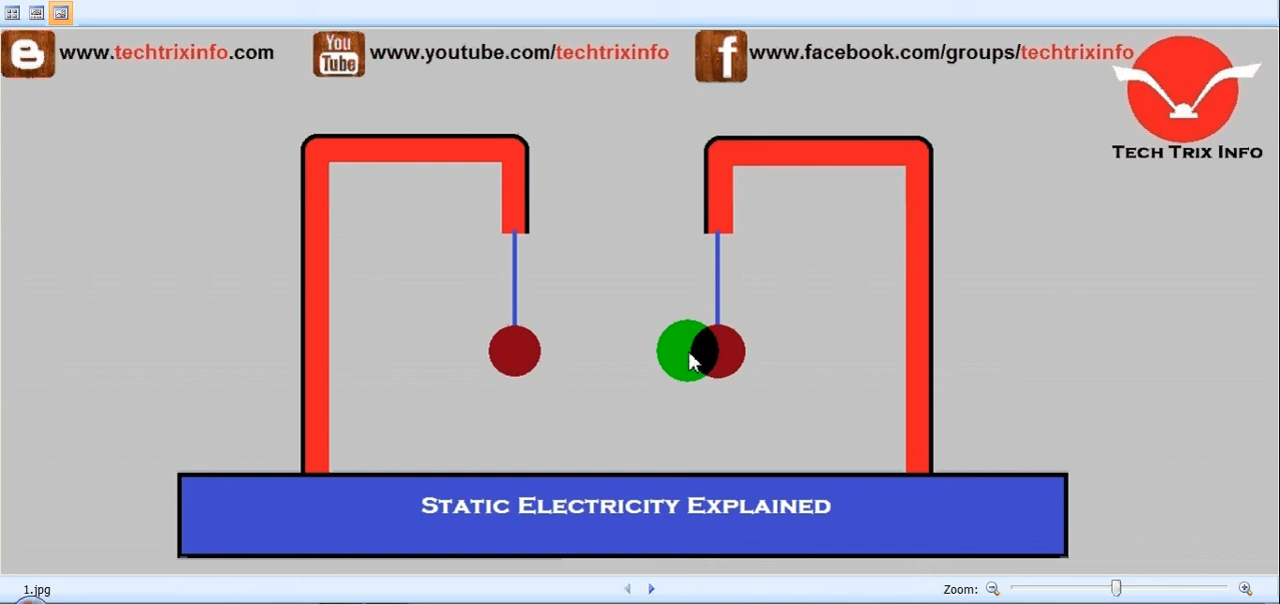 www.techtrixinfo.com
You Tube www.youtube.com/techtrixinfo
f www.facebook.com/groups/techtrixinfo
Tech Trix Info
Static Electricity Explained
1.jpg
Zoom: